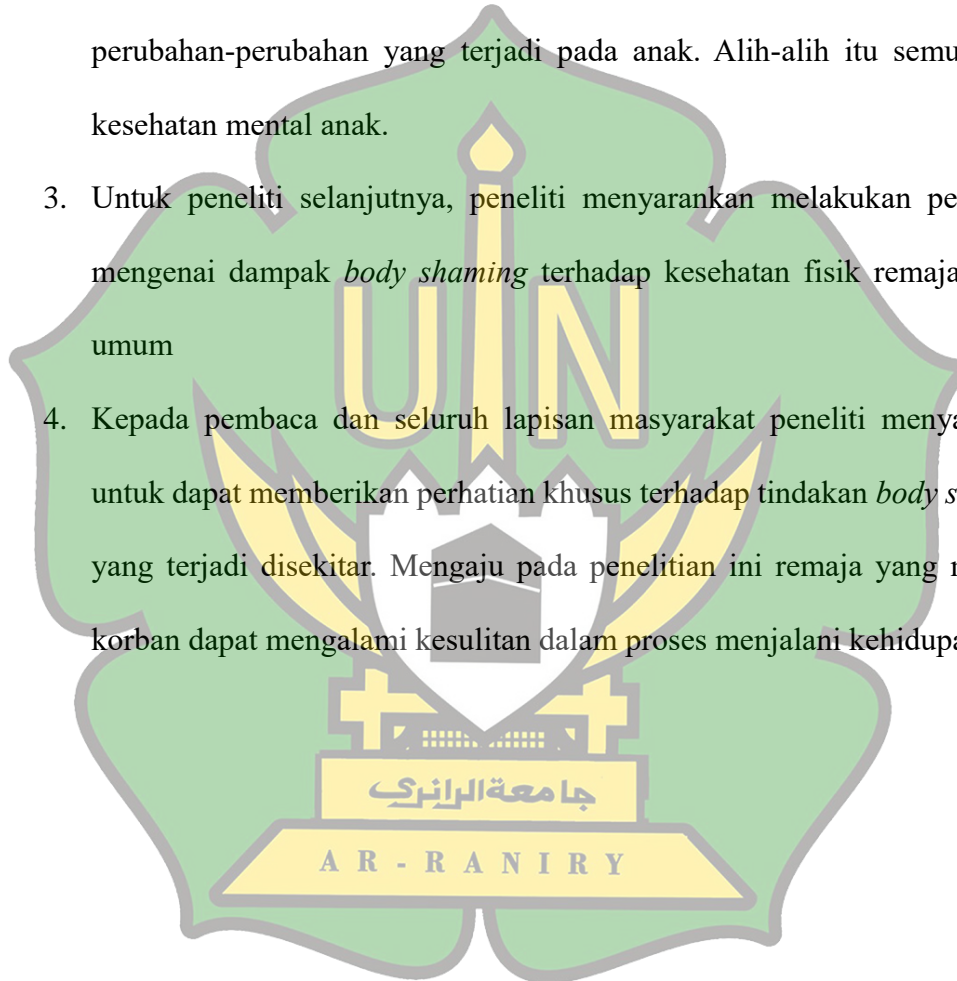 perubahan-perubahan yang terjadi pada anak. Alih-alih itu semu
kesehatan mental anak.
3. Untuk peneliti selanjutnya, peneliti menyarankan melakukan pe
mengenai dampak body shaming terhadap kesehatan fisik remaja
umum
4. Kepada pembaca dan seluruh lapisan masyarakat peneliti menya
untuk dapat memberikan perhatian khusus terhadap tindakan body s
yang terjadi disekitar. Mengaju pada penelitian ini remaja yang
korban dapat mengalami kesulitan dalam proses menjalani kehidupa
UIN
جامعة الرانري
AR-RANIRY